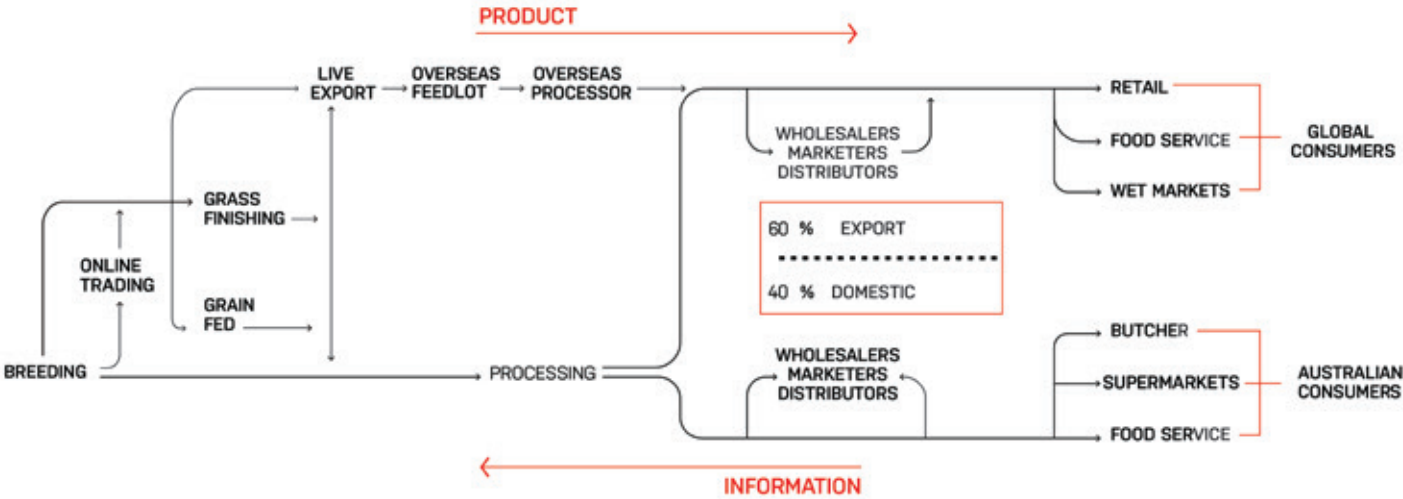 PRODUCT
LIVE
EXPORT
OVERSEAS
FEEDLOT
OVERSEAS
PROCESSOR
RETAIL
WHOLESALERS
MARKETERS
DISTRIBUTORS
FOOD SERVICE
GLOBAL
CONSUMERS
WET MARKETS
GRASS
FINISHING
60 % EXPORT
40 % DOMESTIC
ONLINE
TRADING
GRAIN
FED
BREEDING
PROCESSING
WHOLESALERS
MARKETERS
DISTRIBUTORS
BUTCHER
SUPERMARKETS
FOOD SERVICE
AUSTRALIAN
CONSUMERS
INFORMATION